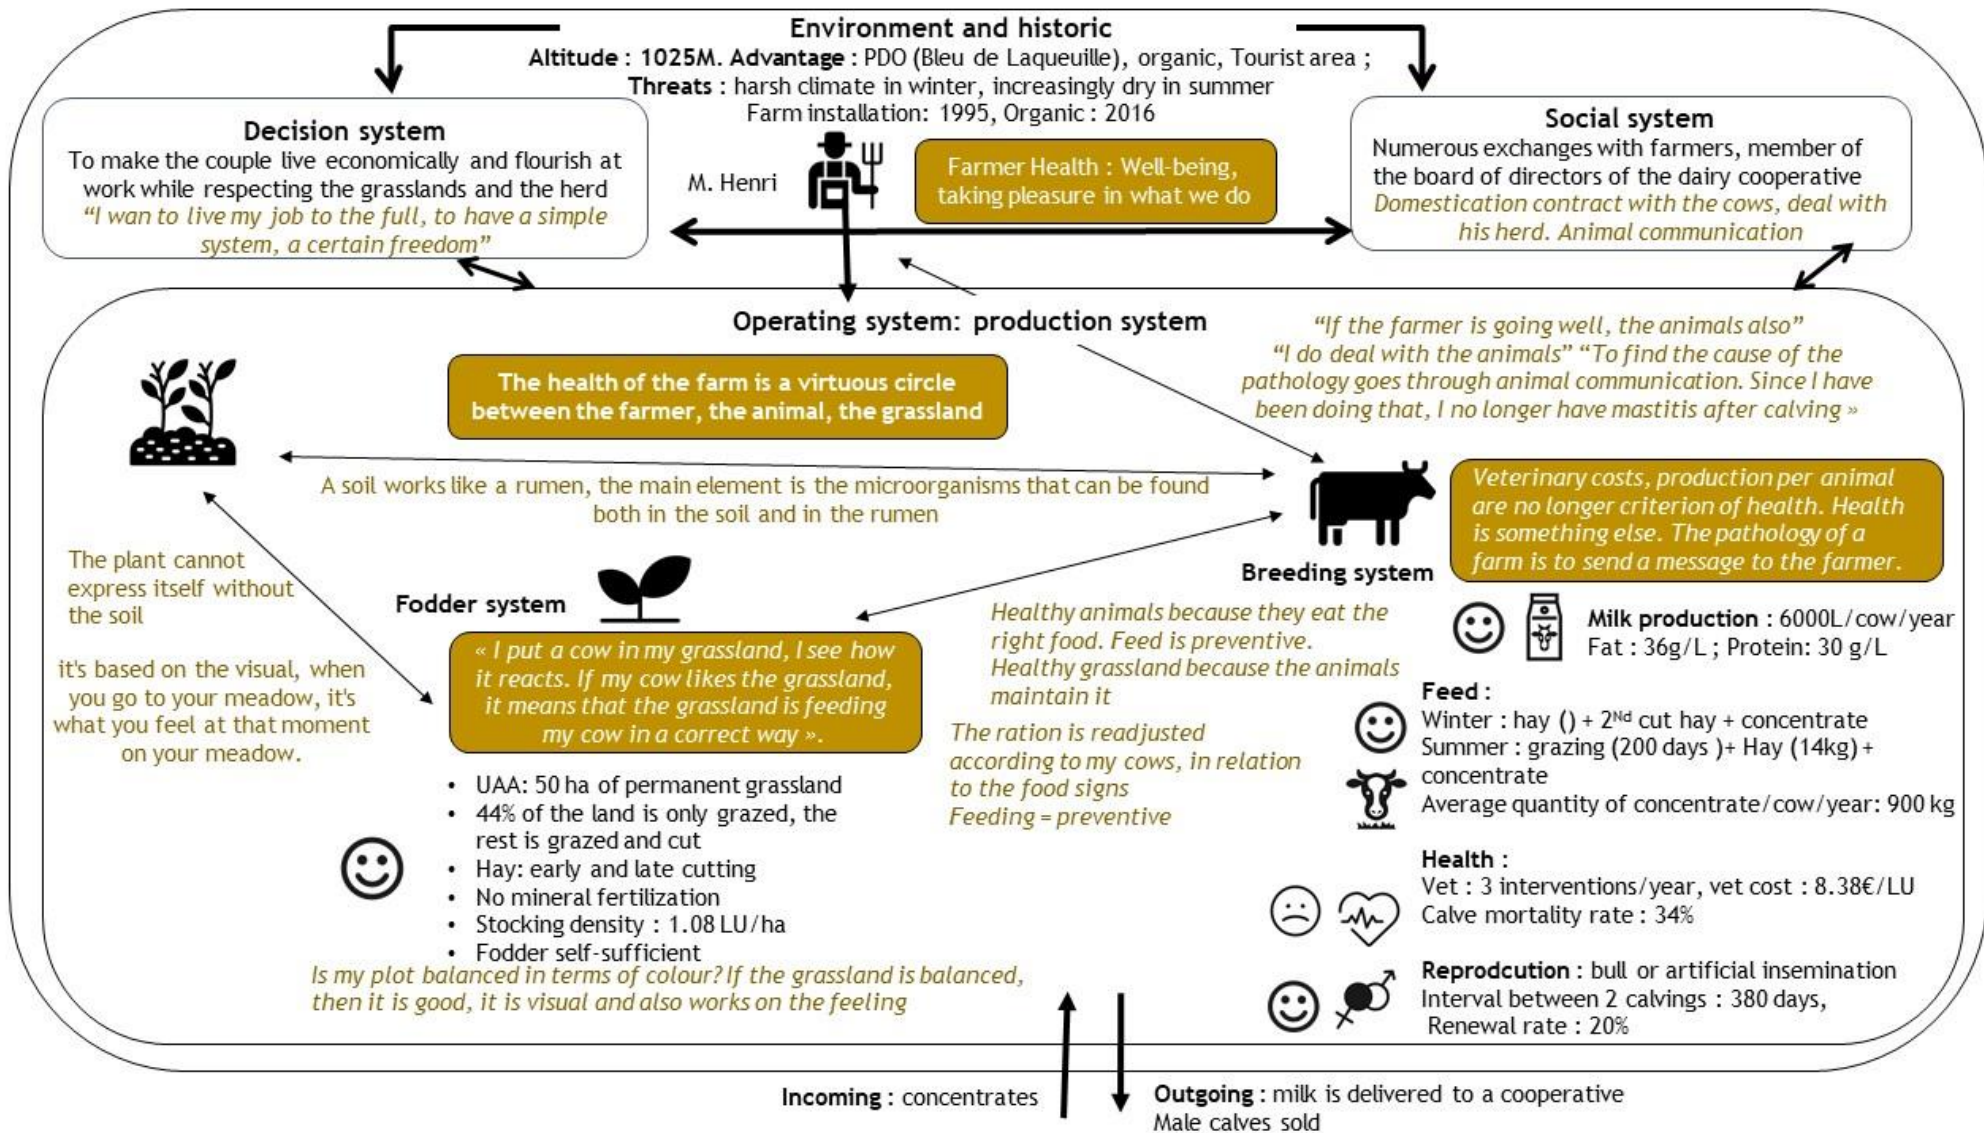 Environment and historic
Altitude : 1025M. Advantage : PDO (Bleu de Laqueuille), organic, Tourist area ;
Threats : harsh climate in winter, increasingly dry in summer
Farm installation: 1995, Organic : 2016
Decision system
To make the couple live economically and flourish at
work while respecting the grasslands and the herd
“I wan to live my job to the full, to have a simple
system, a certain freedom”
M. Henri
Farmer Health : Well-being,
taking pleasure in what we do
Social system
Numerous exchanges with farmers, member of
the board of directors of the dairy cooperative
Domestication contract with the cows, deal with
his herd. Animal communication
Operating system: production system
The health of the farm is a virtuous circle
between the farmer, the animal, the grassland
“If the farmer is going well, the animals also”
“I do deal with the animals” “To find the cause of the
pathology goes through animal communication. Since I have
been doing that, I no longer have mastitis after calving »
A soil works like a rumen, the main element is the microorganisms that can be found
both in the soil and in the rumen
Veterinary costs, production per animal
are no longer criterion of health. Health
is something else. The pathology of a
farm is to send a message to the farmer.
Breeding system
The plant cannot
express itself without
the soil
it's based on the visual, when
you go to your meadow, it's
what you feel at that moment
on your meadow.
Fodder system
« I put a cow in my grassland, I see how
it reacts. If my cow likes the grassland,
it means that the grassland is feeding
my cow in a correct way ».
• UAA: 50 ha of permanent grassland
• 44% of the land is only grazed, the
rest is grazed and cut
• Hay: early and late cutting
• No mineral fertilization
• Stocking density : 1.08 LU/ha
• Fodder self-sufficient
Is my plot balanced in terms of colour? If the grassland is balanced,
then it is good, it is visual and also works on the feeling
Healthy animals because they eat the
right food. Feed is preventive.
Healthy grassland because the animals
maintain it
The ration is readjusted
according to my cows, in relation
to the food signs
Feeding = preventive
Milk production : 6000L/cow/year
Fat : 36g/L ; Protein: 30 g/L
Feed :
Winter : hay () + 2Nd cut hay + concentrate
Summer : grazing (200 days )+ Hay (14kg) +
concentrate
Average quantity of concentrate/cow/year: 900 kg
Health :
Vet : 3 interventions/year, vet cost : 8.38€/LU
Calve mortality rate : 34%
Reprodcution : bull or artificial insemination
Interval between 2 calvings : 380 days,
Renewal rate : 20%
Incoming : concentrates
Outgoing : milk is delivered to a cooperative
Male calves sold